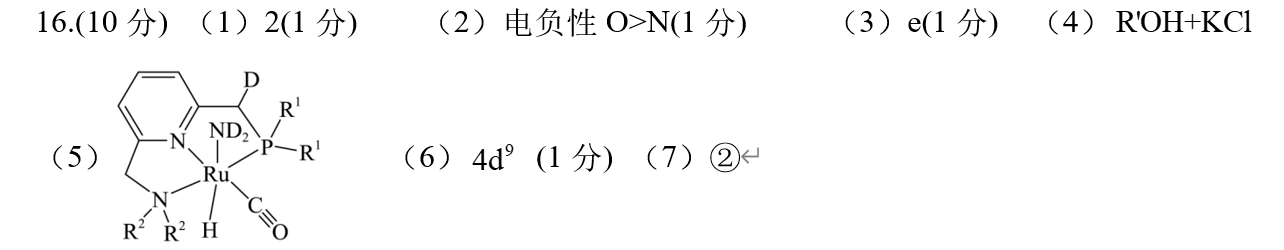 16.(10 分) （1）2(1 分) （2）电负性 O>N(1 分) （3）e(1 分) （4）R'OH+KCl
D
R¹
N ND₂ P R¹
（5） （6）4d⁹ (1 分) （7）②↵
Ru
N C
R² R² H O